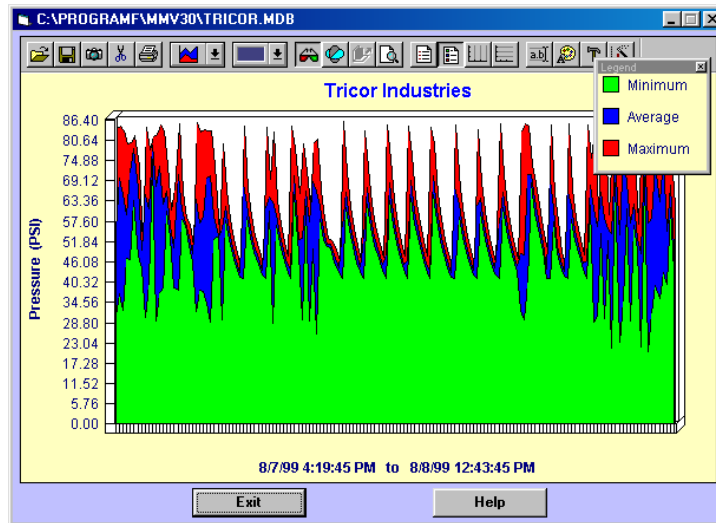 C:\PROGRAMF\MMV30\TRICOR.MDB
a.b
Legend
Minimum
Average
Maximum
Tricor Industries
Pressure (PSI)
86.40
80.64
74.88
69.12
63.36
57.60
51.84
46.08
40.32
34.56
28.80
23.04
17.28
11.52
5.76
0.00
8/7/99 4:19:45 PM to 8/8/99 12:43:45 PM
Exit
Help